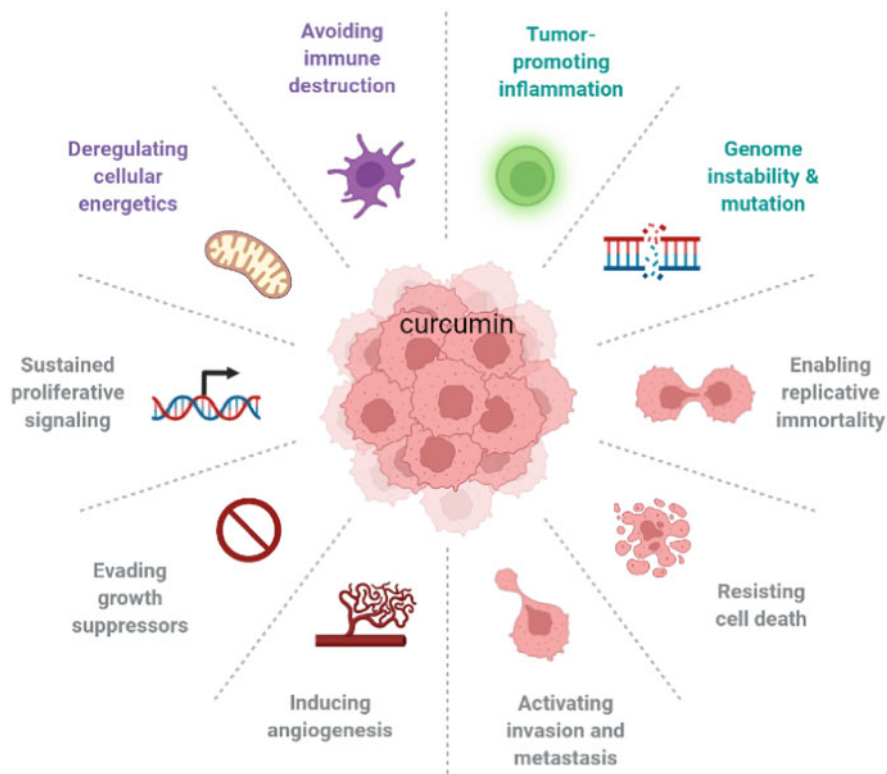 Avoiding
immune
destruction
Tumor-
promoting
inflammation
Deregulating
cellular
energetics
Genome
instability &
mutation
curcumin
Sustained
proliferative
signaling
Enabling
replicative
immortality
Evading
growth
suppressors
Resisting
cell death
Inducing
angiogenesis
Activating
invasion and
metastasis